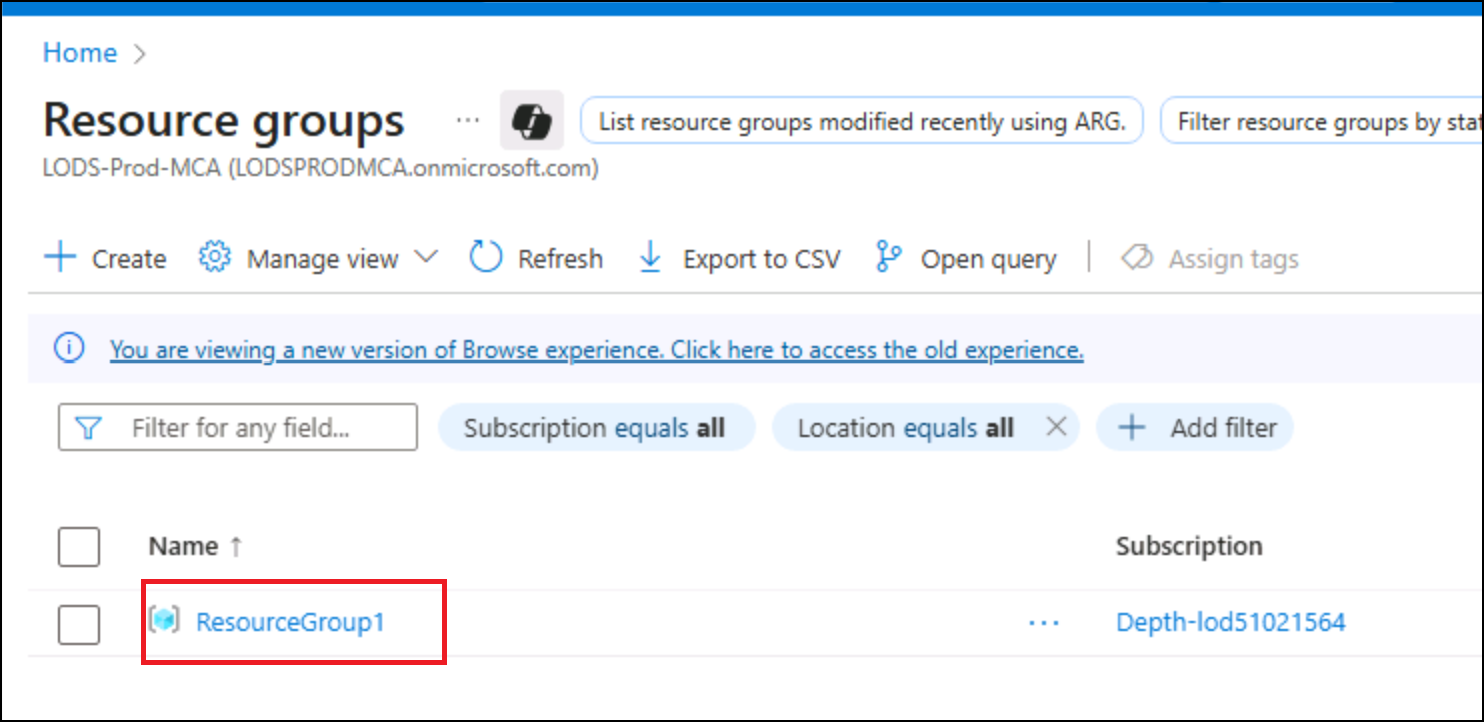 Home
Resource groups ...
List resource groups modified recently using ARG.
Filter resource groups by stat
LODS-Prod-MCA (LODSPRODMCA.onmicrosoft.com)
Create Manage view Refresh Export to CSV Open query Assign tags
You are viewing a new version of Browse experience. Click here to access the old experience.
Filter for any field... Subscription equals all Location equals all Add filter
Name ↑ Subscription
ResourceGroup1 ... Depth-lod51021564